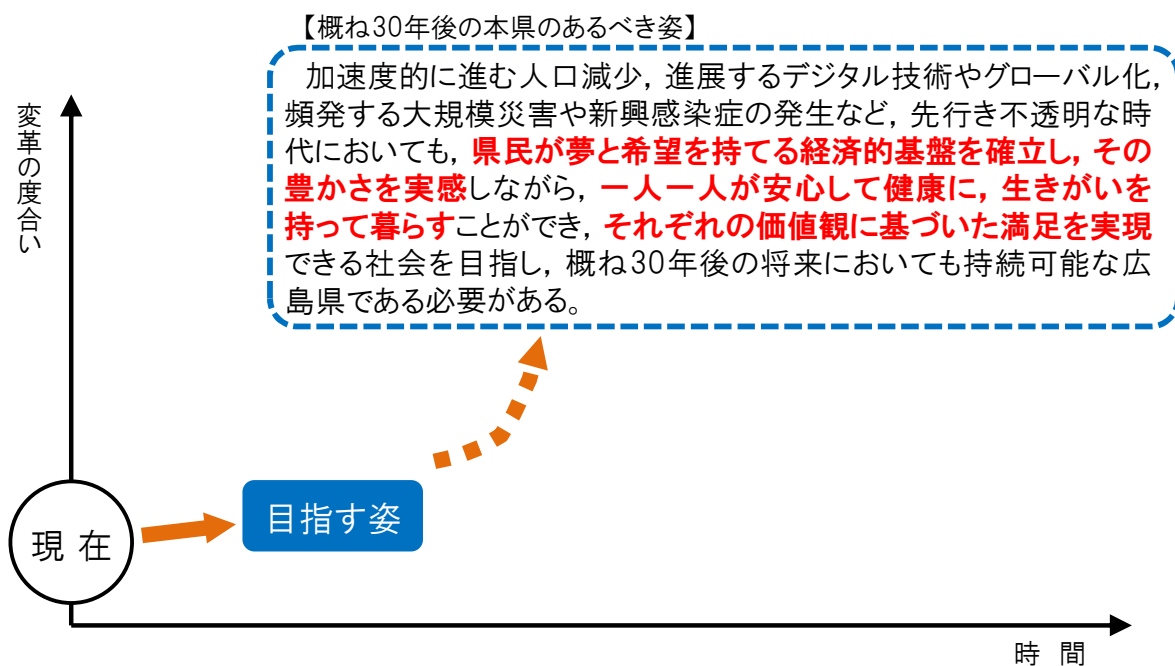 【概ね30年後の本県のあるべき姿】
加速度的に進む人口減少，進展するデジタル技術やグローバル化，
頻発する大規模災害や新興感染症の発生など，先行き不透明な時
代においても，県民が夢と希望を持てる経済的基盤を確立し，その
豊かさを実感しながら，一人一人が安心して健康に，生きがいを
持って暮らすことができ，それぞれの価値観に基づいた満足を実現
できる社会を目指し，概ね30年後の将来においても持続可能な広
島県である必要がある。
変革の度合い
目指す姿
現在
時間